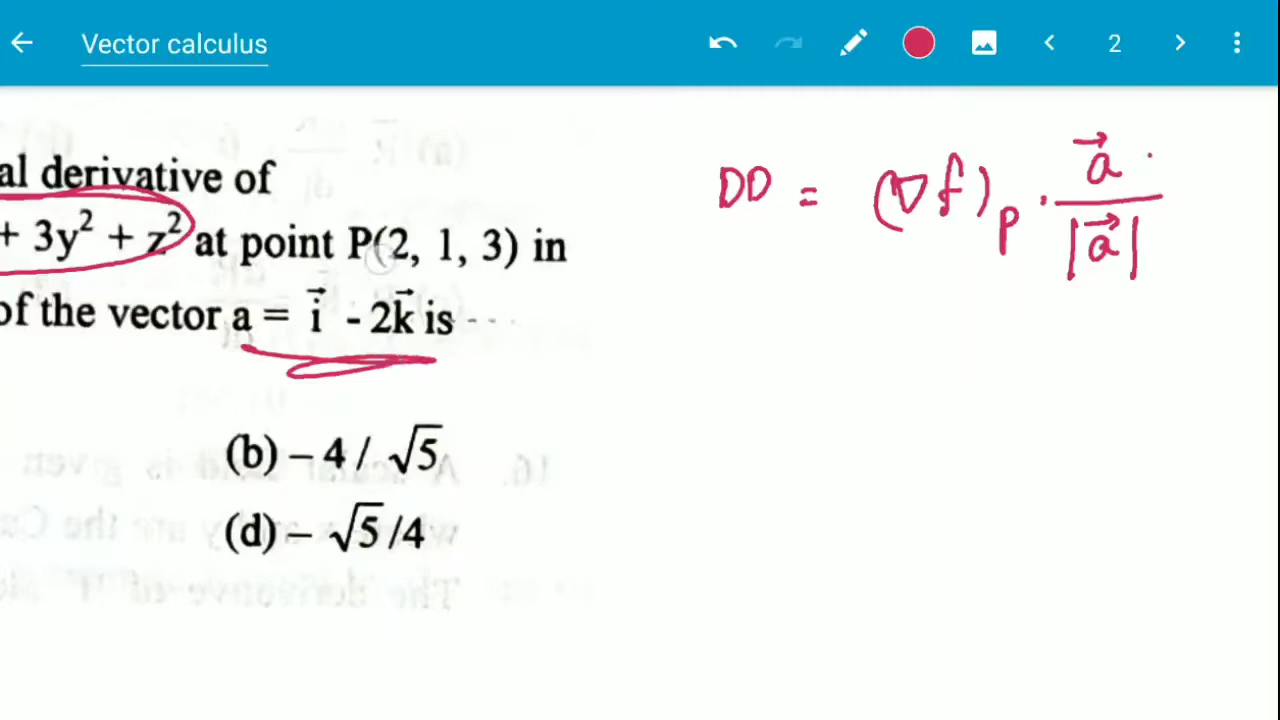 Vector calculus
2
al derivative of
+ 3y² + z² at point P(2, 1, 3) in
of the vector a = i⃗ - 2k⃗ is - - -
(b) – 4 / √5
(d) – √5 /4
DD = (∇f)ₚ · a⃗ / |a⃗|